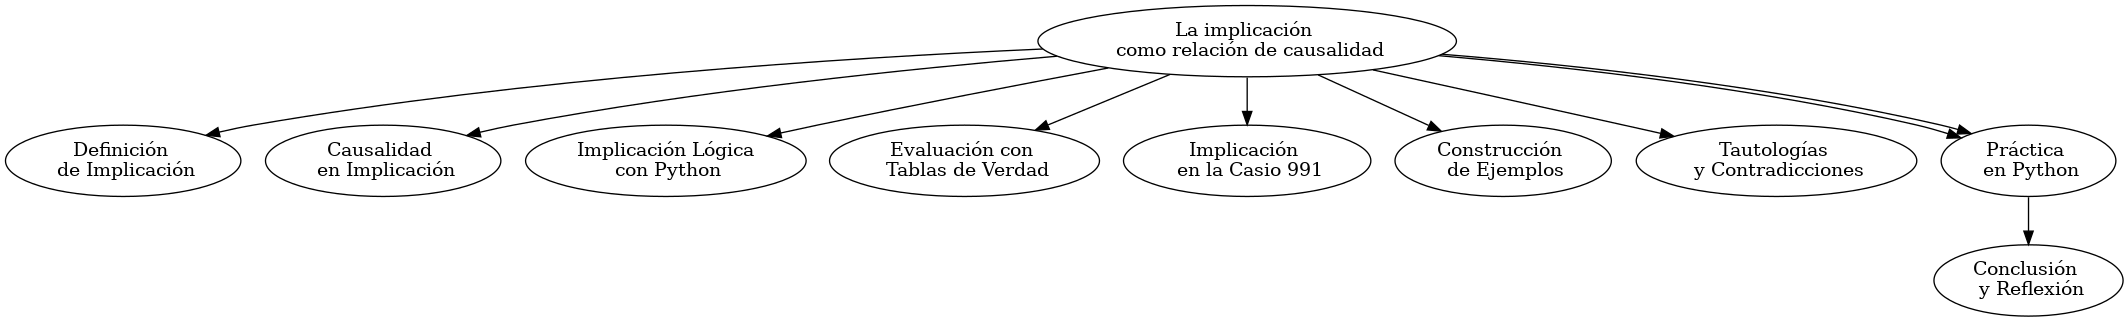 La implicación
como relación de causalidad
Definición
de Implicación
Causalidad
en Implicación
Implicación Lógica
con Python
Evaluación con
Tablas de Verdad
Implicación
en la Casio 991
Construcción
de Ejemplos
Tautologías
y Contradicciones
Práctica
en Python
Conclusión
y Reflexión